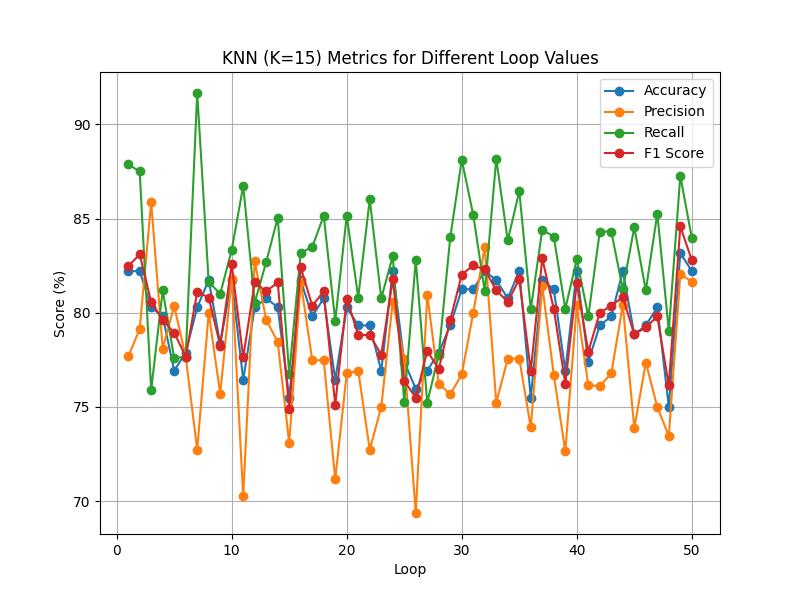 KNN (K=15) Metrics for Different Loop Values
Accuracy
Precision
Recall
F1 Score
90
85
80
75
70
Score (%)
0 10 20 30 40 50
Loop